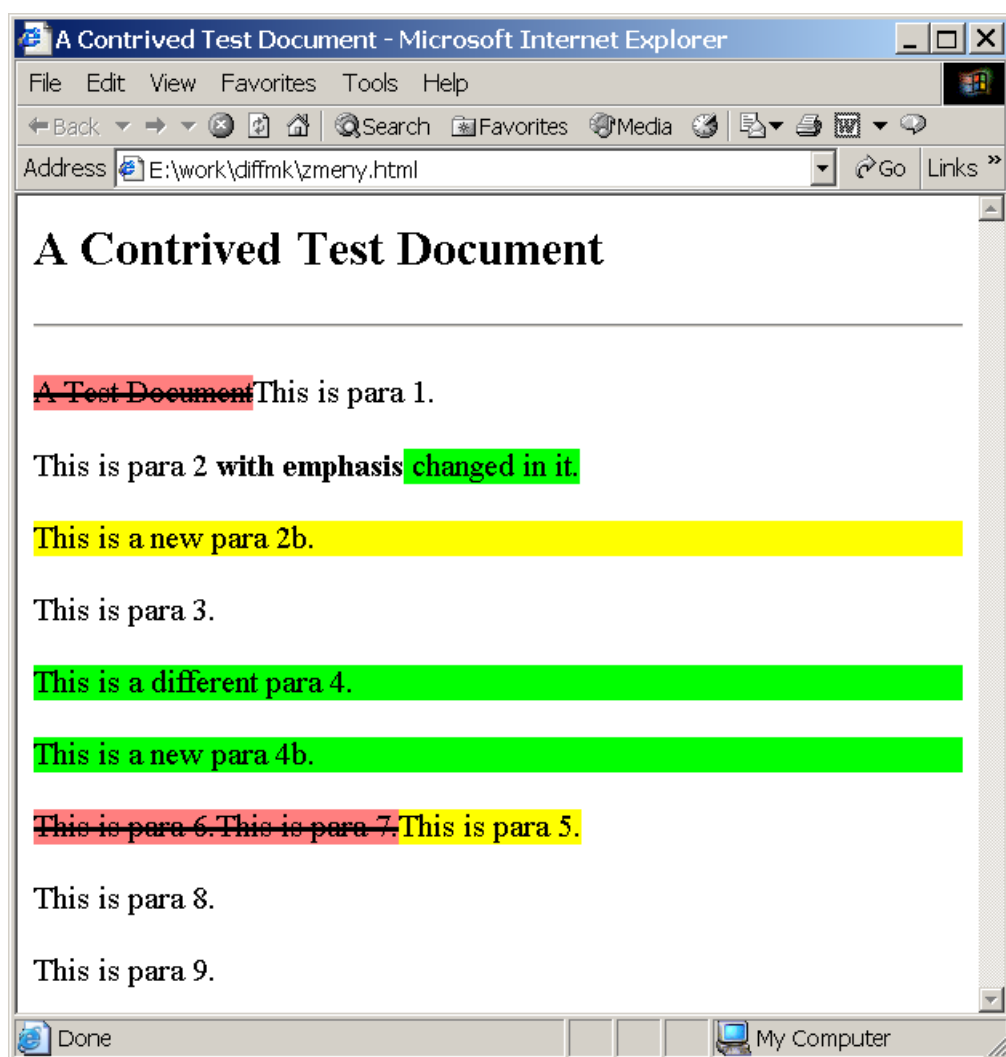 A Contrived Test Document - Microsoft Internet Explorer
File Edit View Favorites Tools Help
Back Search Favorites Media
Address E:\work\diffmk\zmeny.html Go Links »
A Contrived Test Document
A Test DocumentThis is para 1.
This is para 2 with emphasis changed in it.
This is a new para 2b.
This is para 3.
This is a different para 4.
This is a new para 4b.
This is para 6.This is para 7.This is para 5.
This is para 8.
This is para 9.
Done My Computer